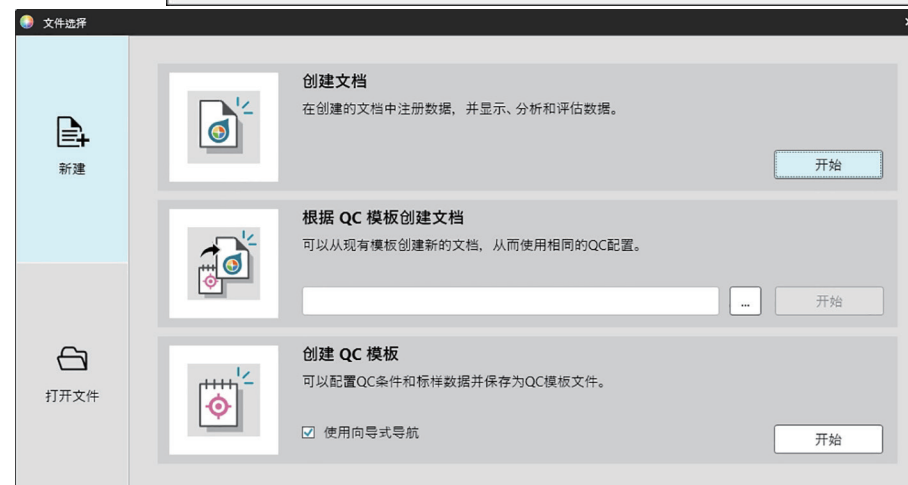 文件选择
新建
打开文件
创建文档
在创建的文档中注册数据，并显示、分析和评估数据。
开始
根据 QC 模板创建文档
可以从现有模板创建新的文档，从而使用相同的QC配置。
...
开始
创建 QC 模板
可以配置QC条件和标样数据并保存为QC模板文件。
使用向导式导航
开始